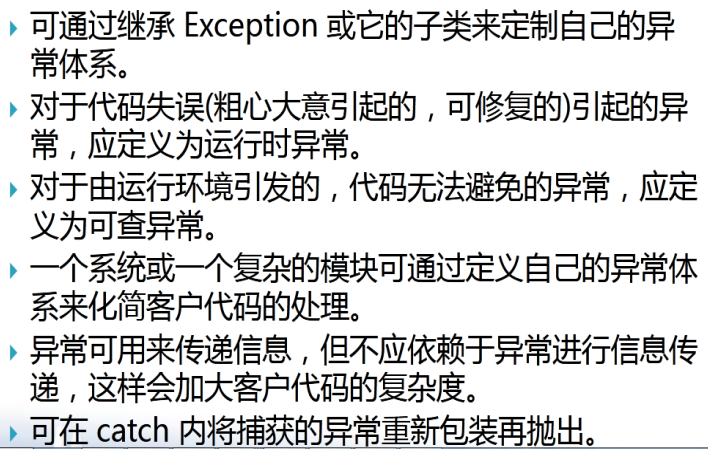 可通过继承 Exception 或它的子类来定制自己的异
常体系。
对于代码失误(粗心大意引起的，可修复的)引起的异
常，应定义为运行时异常。
对于由运行环境引发的，代码无法避免的异常，应定
义为可查异常。
一个系统或一个复杂的模块可通过定义自己的异常体
系来化简客户代码的处理。
异常可用来传递信息，但不应依赖于异常进行信息传
递，这样会加大客户代码的复杂度。
可在 catch 内将捕获的异常重新包装再抛出。